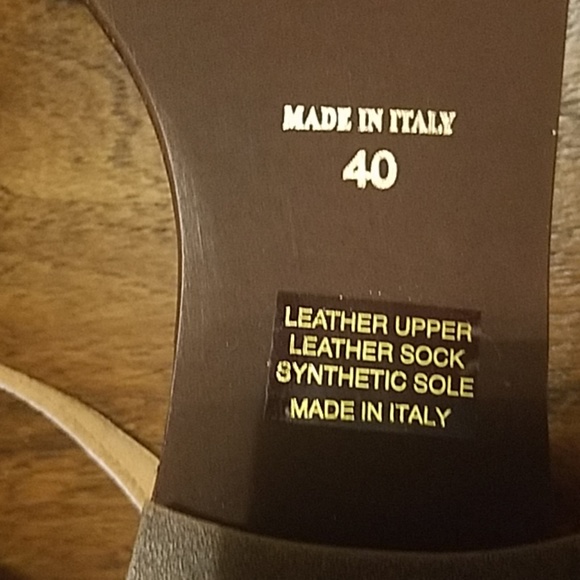 MADE IN ITALY
40
LEATHER UPPER
LEATHER SOCK
SYNTHETIC SOLE
MADE IN ITALY